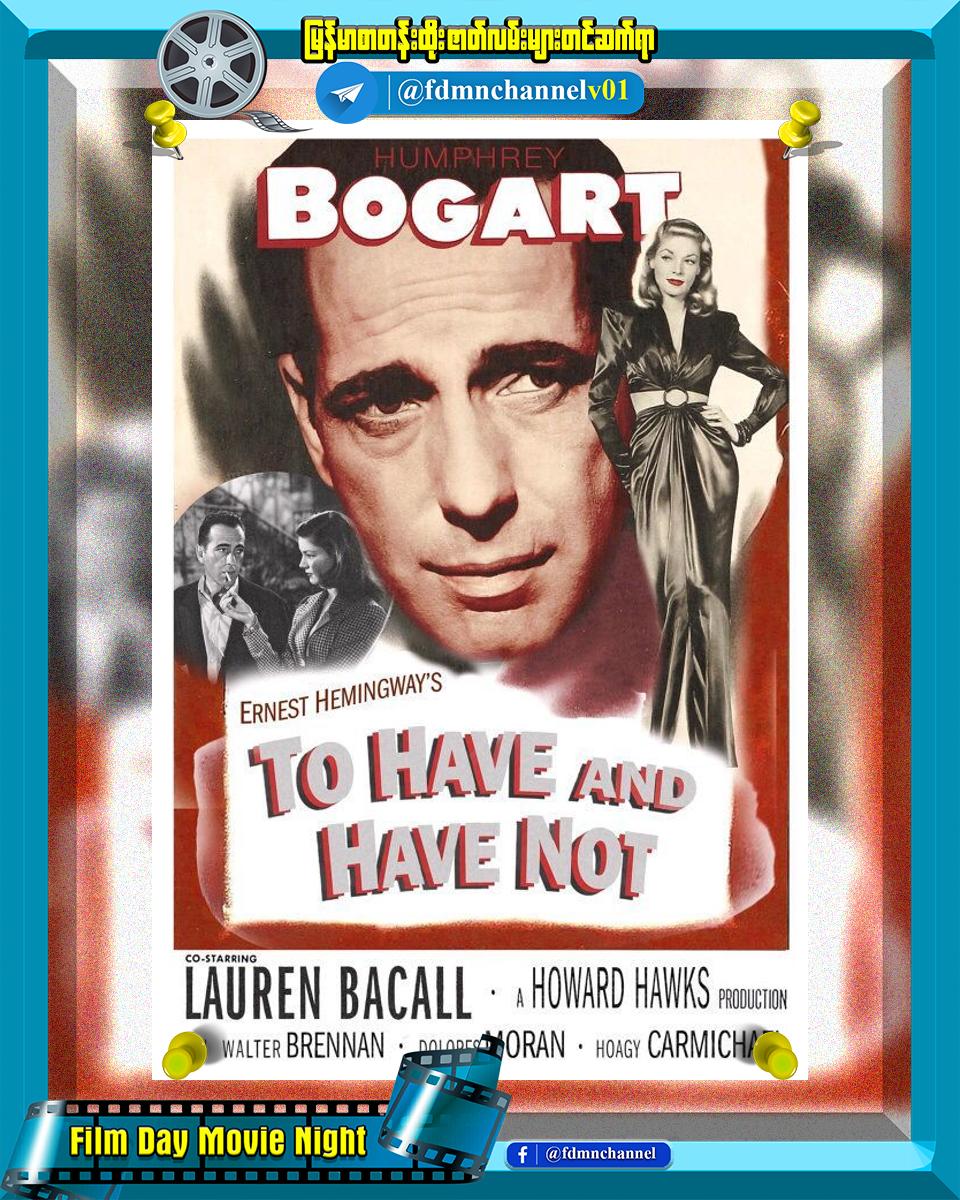 မြန်မာစာတန်းထိုးဇာတ်လမ်းများတင်ဆက်ရာ
@fdmnchannelv01
HUMPHREY
BOGART
ERNEST HEMINGWAY'S
TO HAVE AND
HAVE NOT
CO-STARRING
LAUREN BACALL · A HOWARD HAWKS PRODUCTION
WALTER BRENNAN · DOLORES MORAN · HOAGY CARMICHAEL
Film Day Movie Night
@fdmnchannel